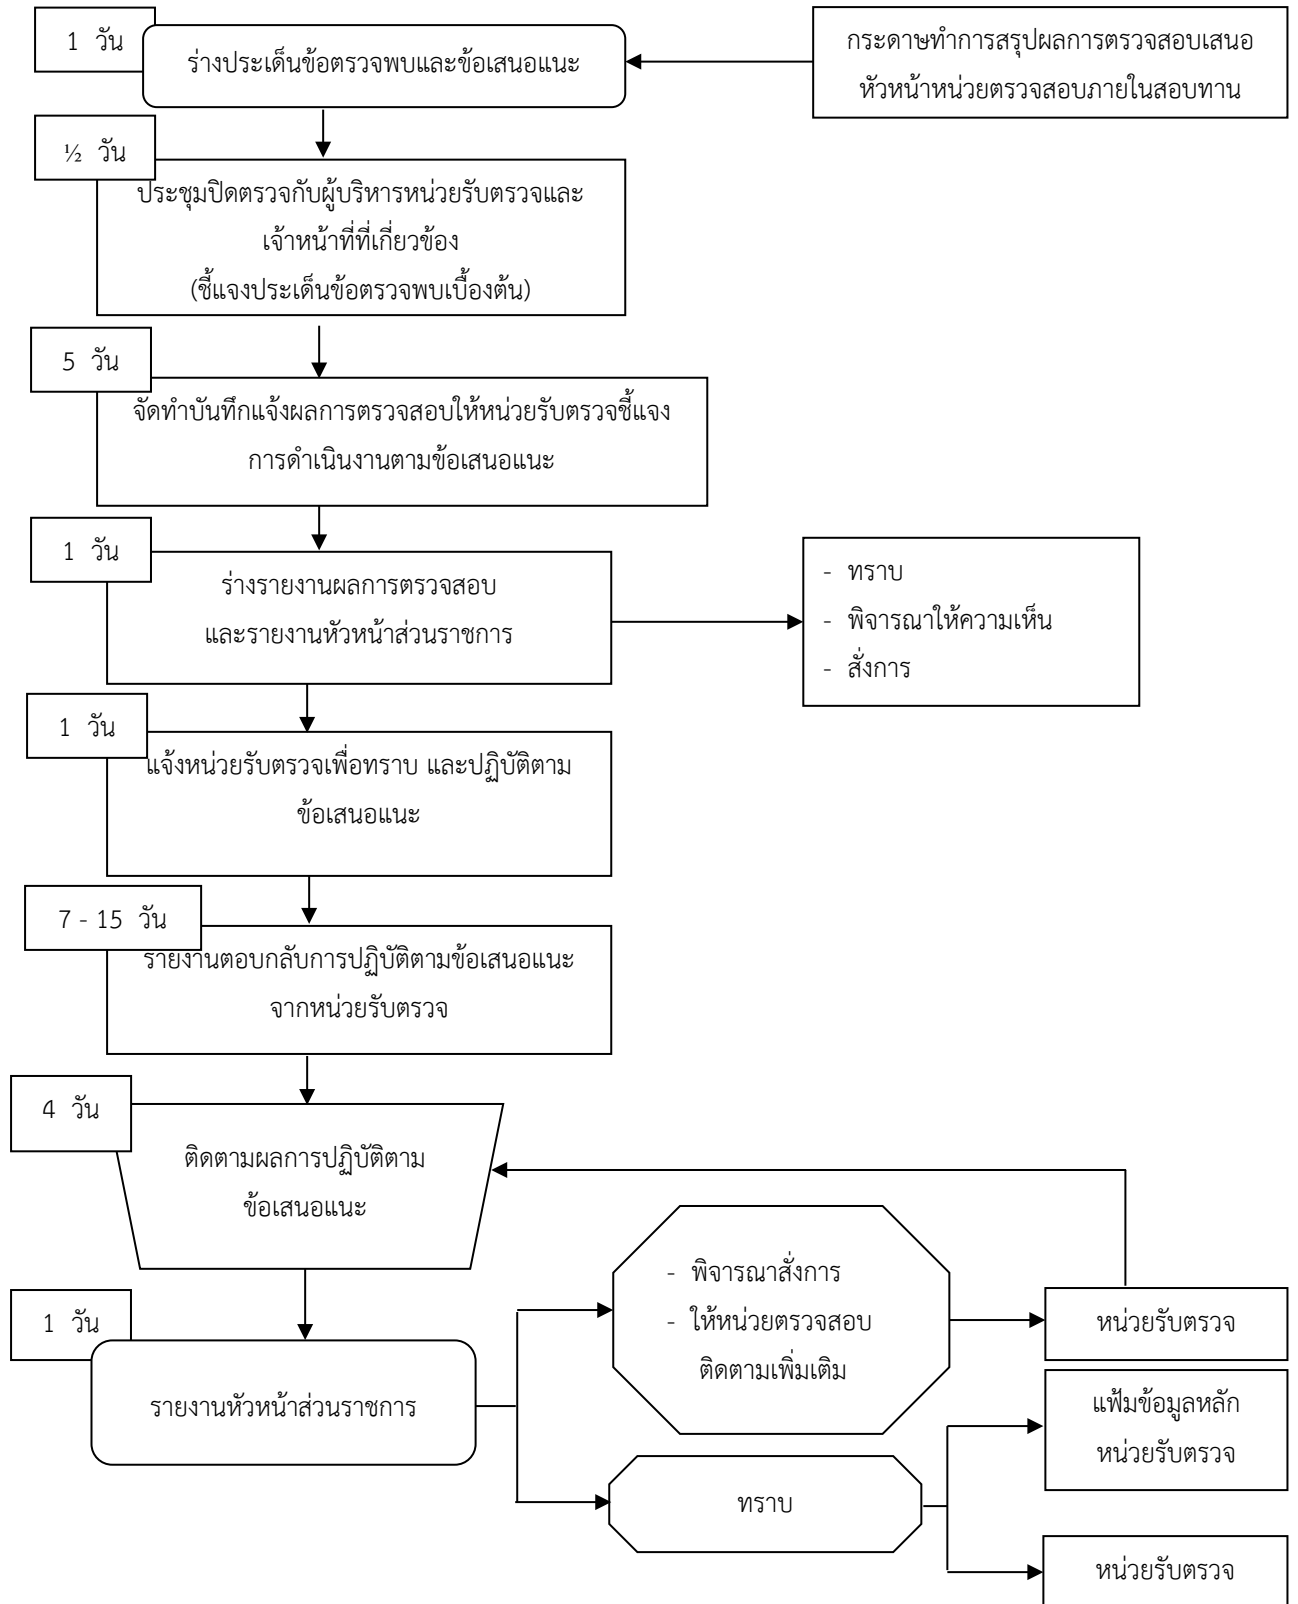 1 วัน
ร่างประเด็นข้อตรวจพบและข้อเสนอแนะ
กระดาษทำการสรุปผลการตรวจสอบเสนอ
หัวหน้าหน่วยตรวจสอบภายในสอบทาน
½ วัน
ประชุมปิดตรวจกับผู้บริหารหน่วยรับตรวจและ
เจ้าหน้าที่ที่เกี่ยวข้อง
(ชี้แจงประเด็นข้อตรวจพบเบื้องต้น)
5 วัน
จัดทำบันทึกแจ้งผลการตรวจสอบให้หน่วยรับตรวจชี้แจง
การดำเนินงานตามข้อเสนอแนะ
1 วัน
ร่างรายงานผลการตรวจสอบ
และรายงานหัวหน้าส่วนราชการ
- ทราบ
- พิจารณาให้ความเห็น
- สั่งการ
1 วัน
แจ้งหน่วยรับตรวจเพื่อทราบ และปฏิบัติตาม
ข้อเสนอแนะ
7 - 15 วัน
รายงานตอบกลับการปฏิบัติตามข้อเสนอแนะ
จากหน่วยรับตรวจ
4 วัน
ติดตามผลการปฏิบัติตาม
ข้อเสนอแนะ
1 วัน
รายงานหัวหน้าส่วนราชการ
- พิจารณาสั่งการ
- ให้หน่วยตรวจสอบ
ติดตามเพิ่มเติม
หน่วยรับตรวจ
แฟ้มข้อมูลหลัก
หน่วยรับตรวจ
ทราบ
หน่วยรับตรวจ